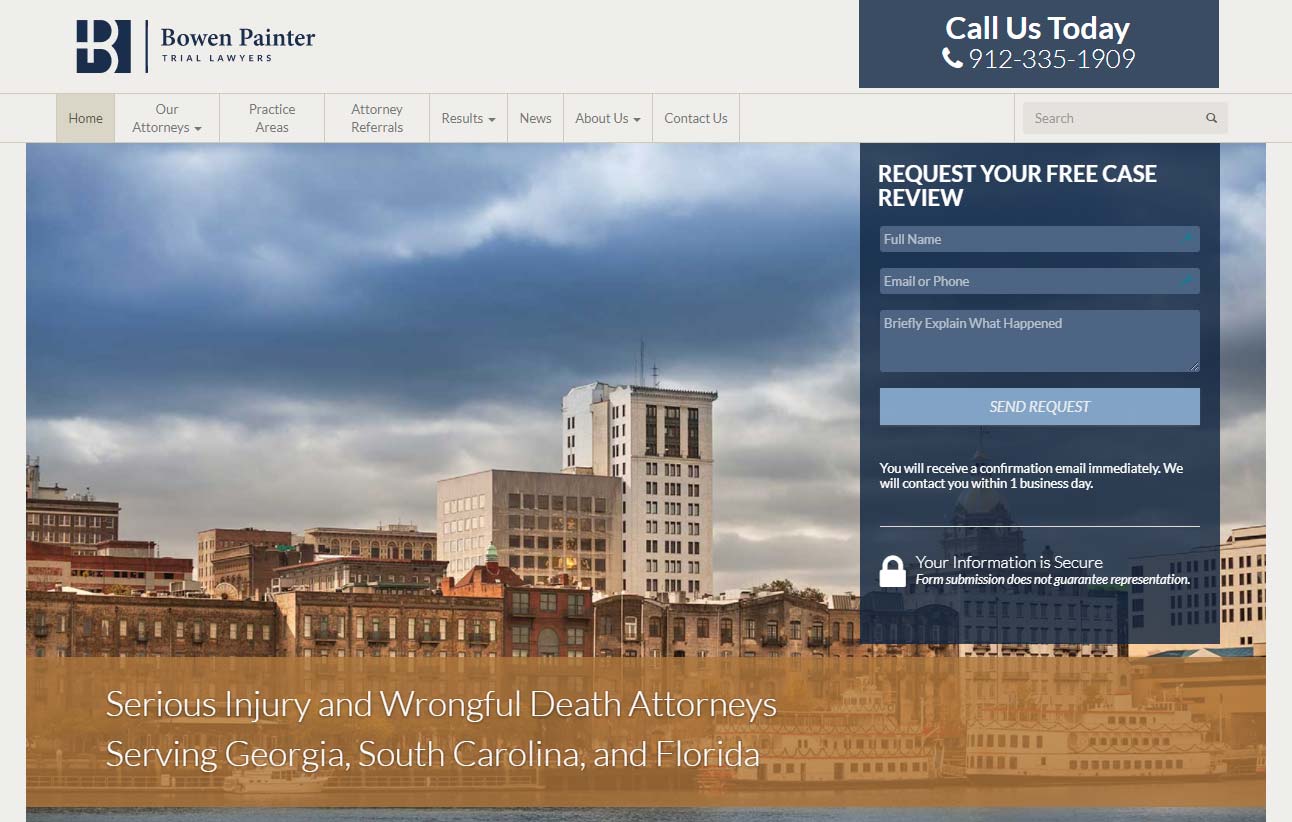 Bowen Painter
TRIAL LAWYERS
Call Us Today
912-335-1909
Home
Our
Attorneys
Practice
Areas
Attorney
Referrals
Results
News
About Us
Contact Us
Search
REQUEST YOUR FREE CASE
REVIEW
Full Name
Email or Phone
Briefly Explain What Happened
SEND REQUEST
You will receive a confirmation email immediately. We
will contact you within 1 business day.
Your Information is Secure
Form submission does not guarantee representation.
Serious Injury and Wrongful Death Attorneys
Serving Georgia, South Carolina, and Florida